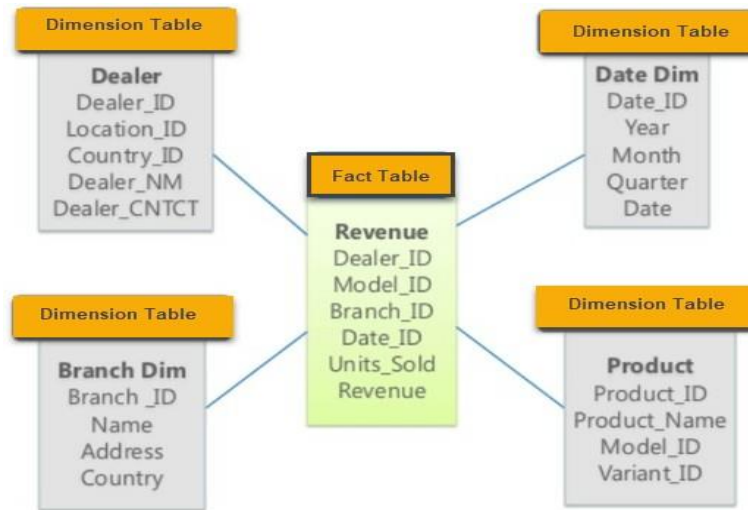 Dimension Table
Dealer
Dealer_ID
Location_ID
Country_ID
Dealer_NM
Dealer_CNTCT
Dimension Table
Date Dim
Date_ID
Year
Month
Quarter
Date
Fact Table
Revenue
Dealer_ID
Model_ID
Branch_ID
Date_ID
Units_Sold
Revenue
Dimension Table
Branch Dim
Branch _ID
Name
Address
Country
Dimension Table
Product
Product_ID
Product_Name
Model_ID
Variant_ID